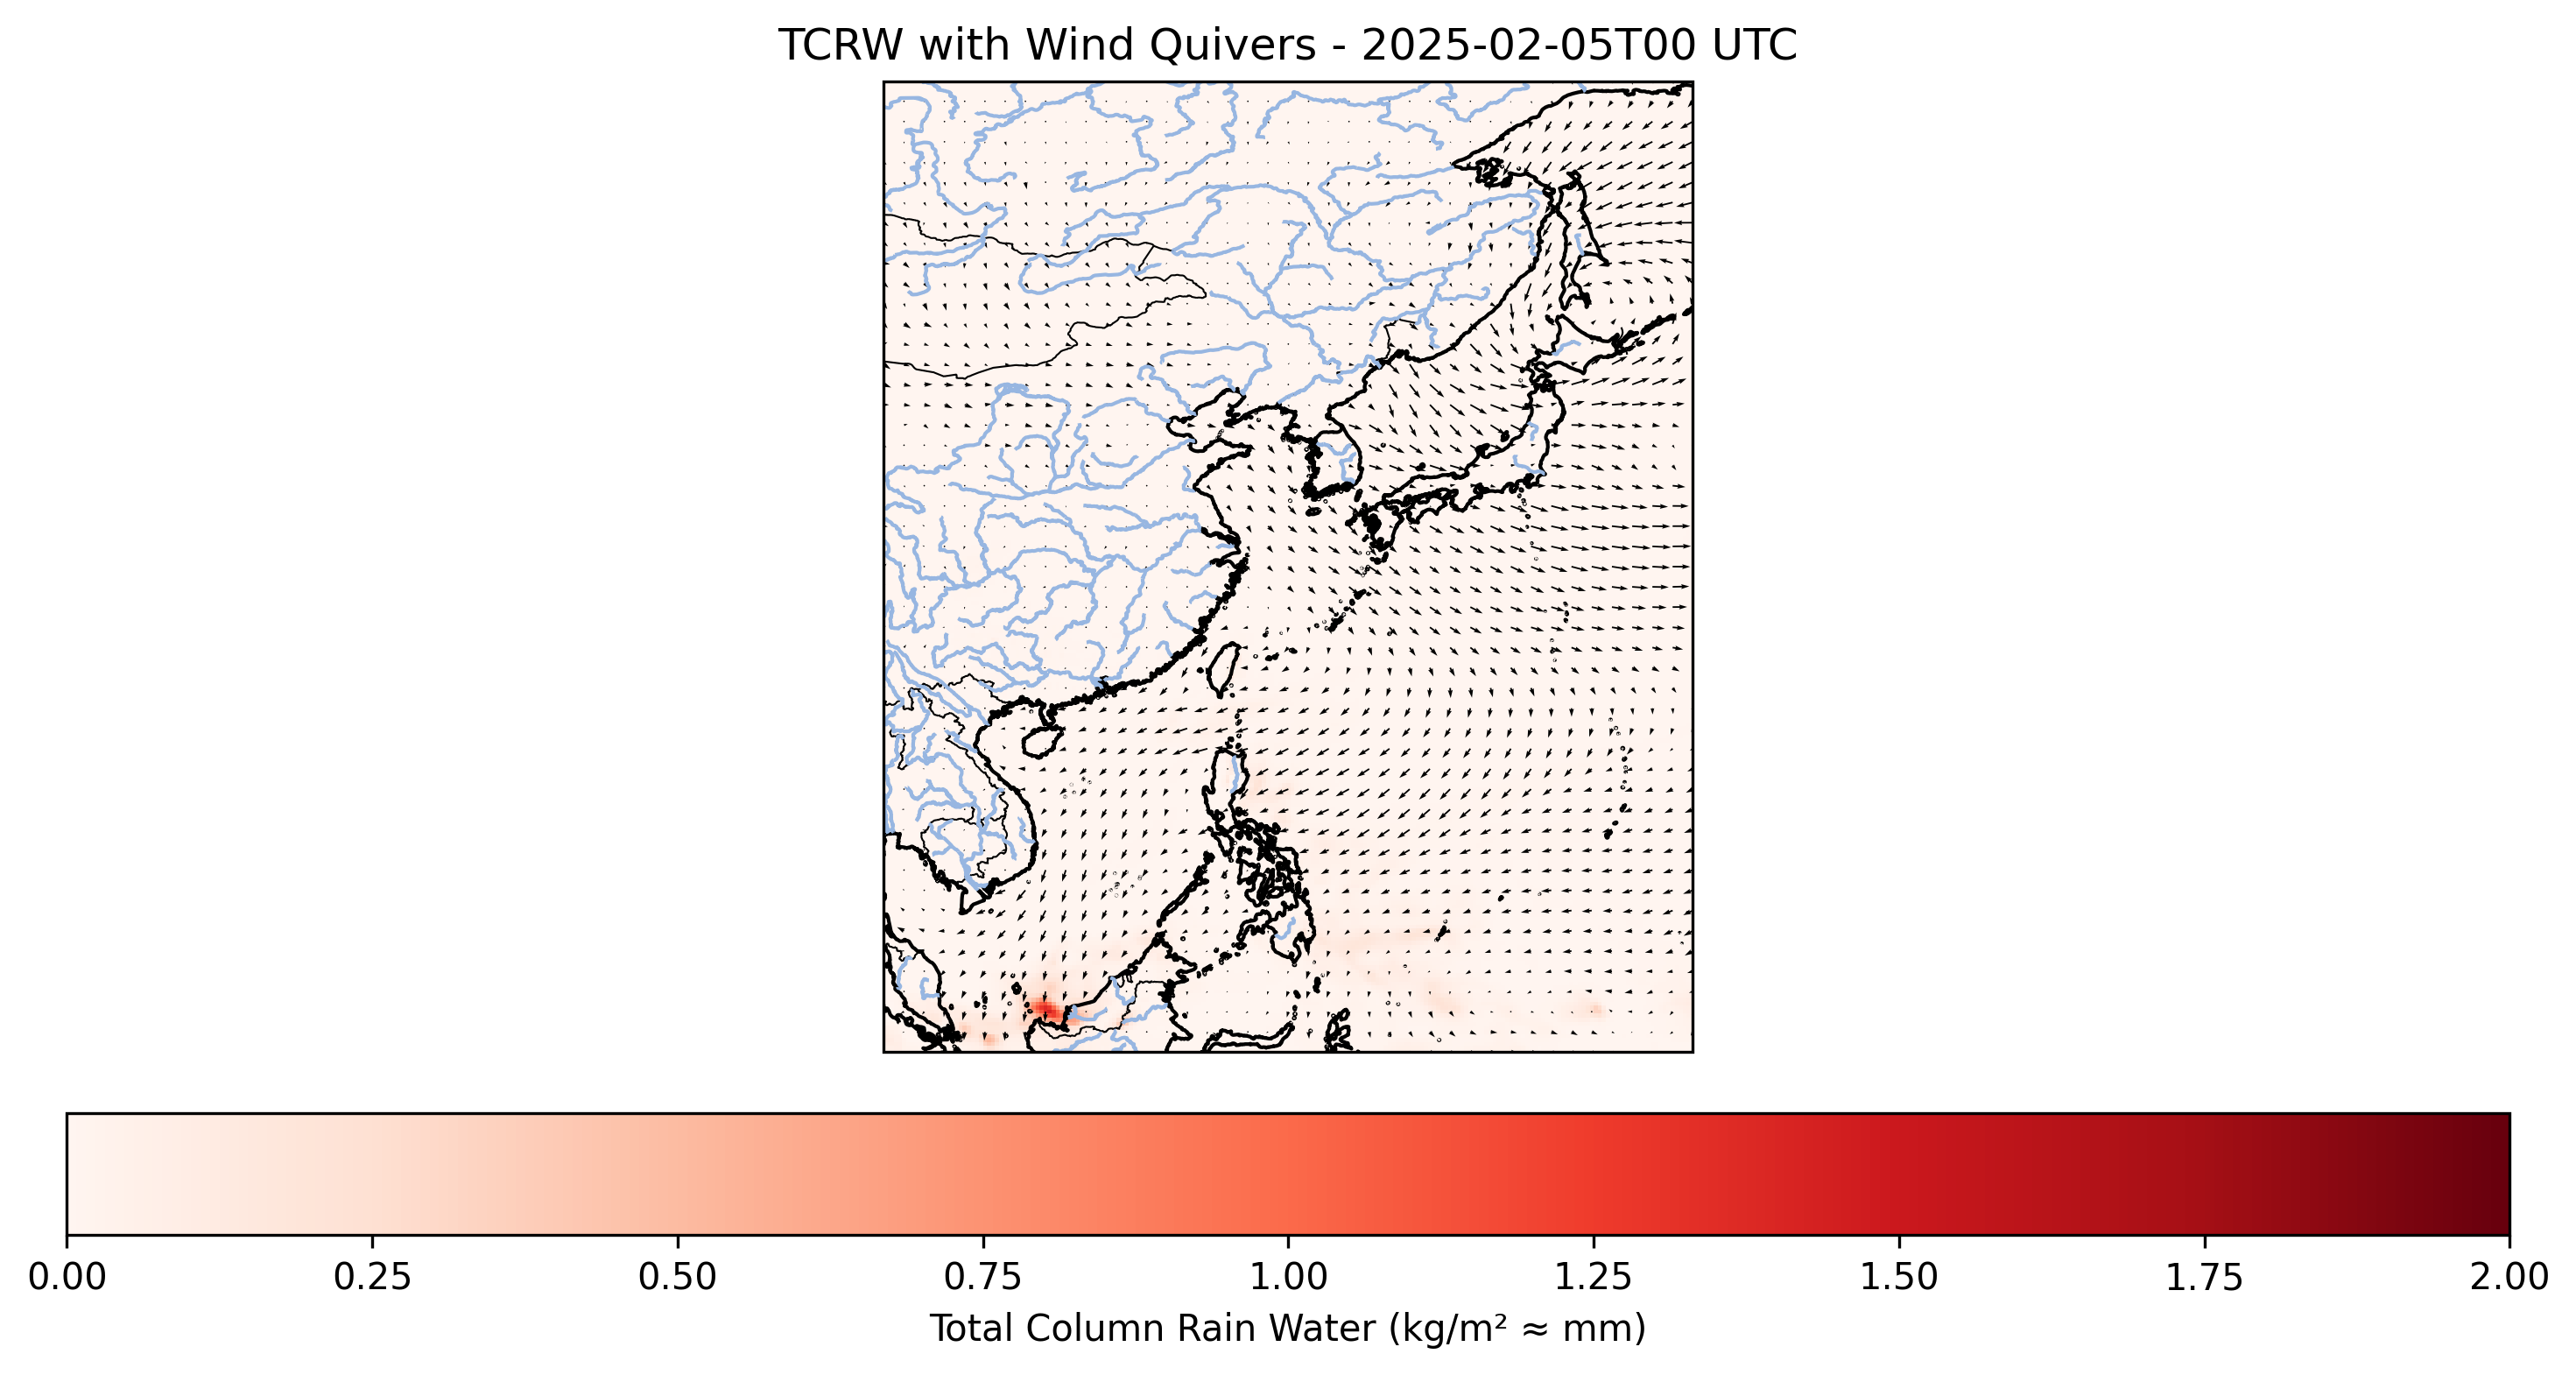 TCRW with Wind Quivers - 2025-02-05T00 UTC
0.00 0.25 0.50 0.75 1.00 1.25 1.50 1.75 2.00
Total Column Rain Water (kg/m² ≈ mm)